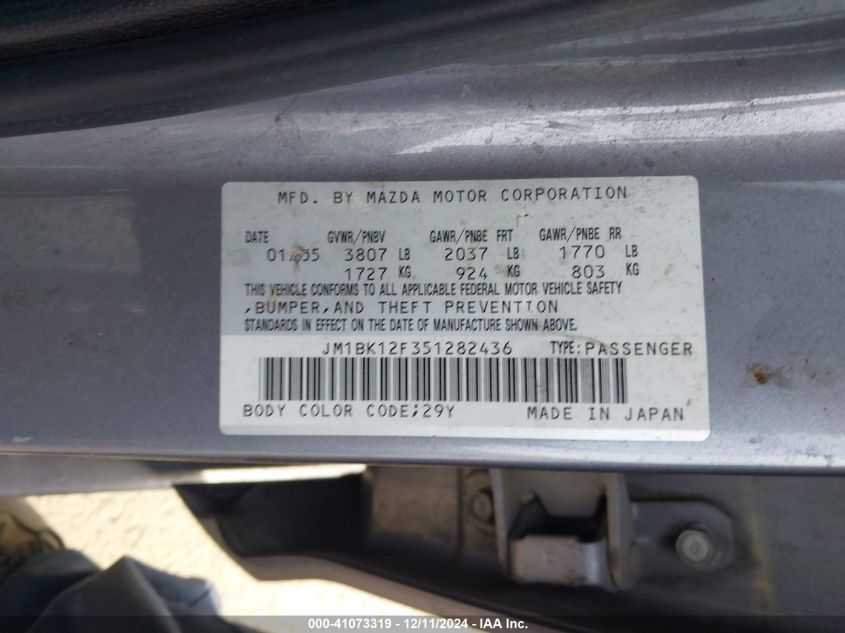 MFD. BY MAZDA MOTOR CORPORATION
DATE GVWR/PNBV GAWR/PNBE FRT GAWR/PNBE RR
01/05 3807 LB 2037 LB 1770 LB
1727 KG 924 KG 803 KG
THIS VEHICLE CONFORMS TO ALL APPLICABLE FEDERAL MOTOR VEHICLE SAFETY
,BUMPER,AND THEFT PREVENTION
STANDARDS IN EFFECT ON THE DATE OF MANUFACTURE SHOWN ABOVE.
JM1BK12F351282436 TYPE:PASSENGER
BODY COLOR CODE;29Y MADE IN JAPAN
000-41073319 - 12/11/2024 - IAA Inc.